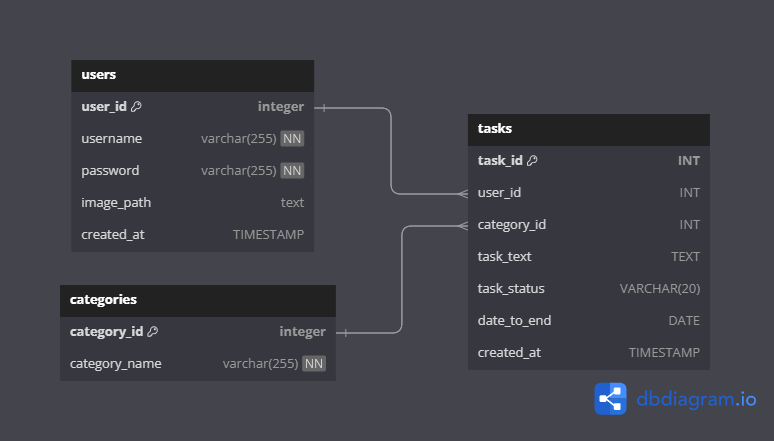 users
user_id integer
username varchar(255) NN
password varchar(255) NN
image_path text
created_at TIMESTAMP
categories
category_id integer
category_name varchar(255) NN
tasks
task_id INT
user_id INT
category_id INT
task_text TEXT
task_status VARCHAR(20)
date_to_end DATE
created_at TIMESTAMP
dbdiagram.io